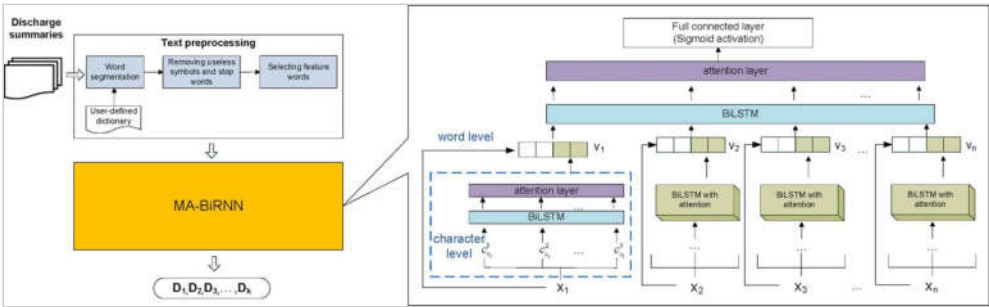 Discharge
summaries
Text preprocessing
Word
segmentation
Removing useless
symbols and stop
words
Selecting feature
words
User-defined
dictionary
MA-BiRNN
D1,D2,D3,...,Dk
Full connected layer
(Sigmoid activation)
attention layer
...
BiLSTM
word level
v1
v2
v3
...
vn
attention layer
...
BiLSTM
character
level
...
BiLSTM with
attention
BiLSTM with
attention
BiLSTM with
attention
...
...
...
X1
X2
X3
...
Xn